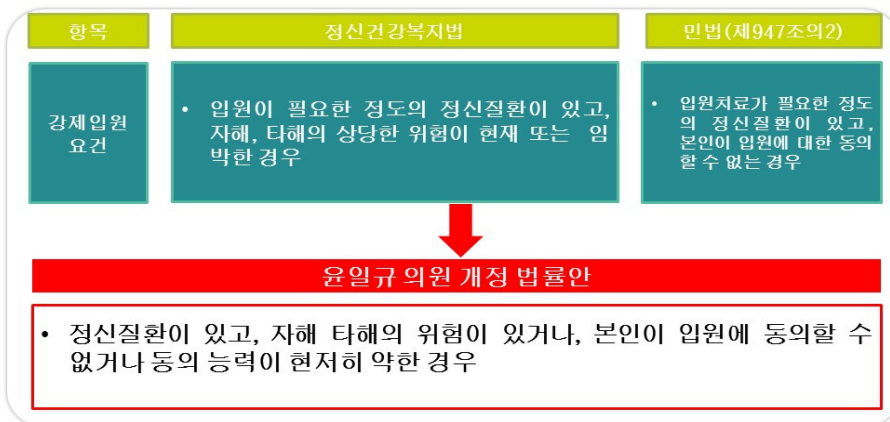 항목
정신건강복지법
민법(제947조의2)
강제입원
요건
• 입원이 필요한 정도의 정신질환이 있고,
자해, 타해의 상당한 위험이 현재 또는 임
박한 경우
• 입원치료가 필요한 정도
의 정신질환이 있고,
본인이 입원에 대한 동의
할 수 없는 경우
윤일규 의원 개정 법률안
• 정신질환이 있고, 자해 타해의 위험이 있거나, 본인이 입원에 동의할 수
없거나 동의 능력이 현저히 약한 경우